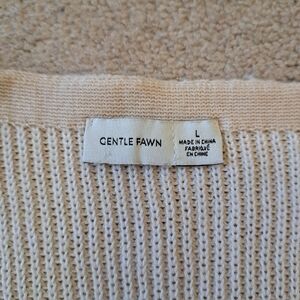 GENTLE FAWN
L
MADE IN CHINA
FABRIQUÉ
EN CHINE